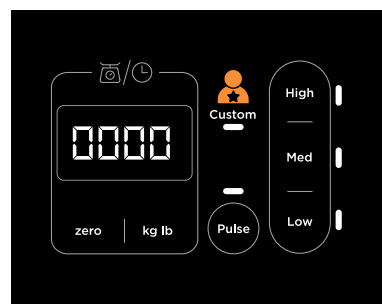 High
Custom
0000
Med
zero
kg lb
Pulse
Low